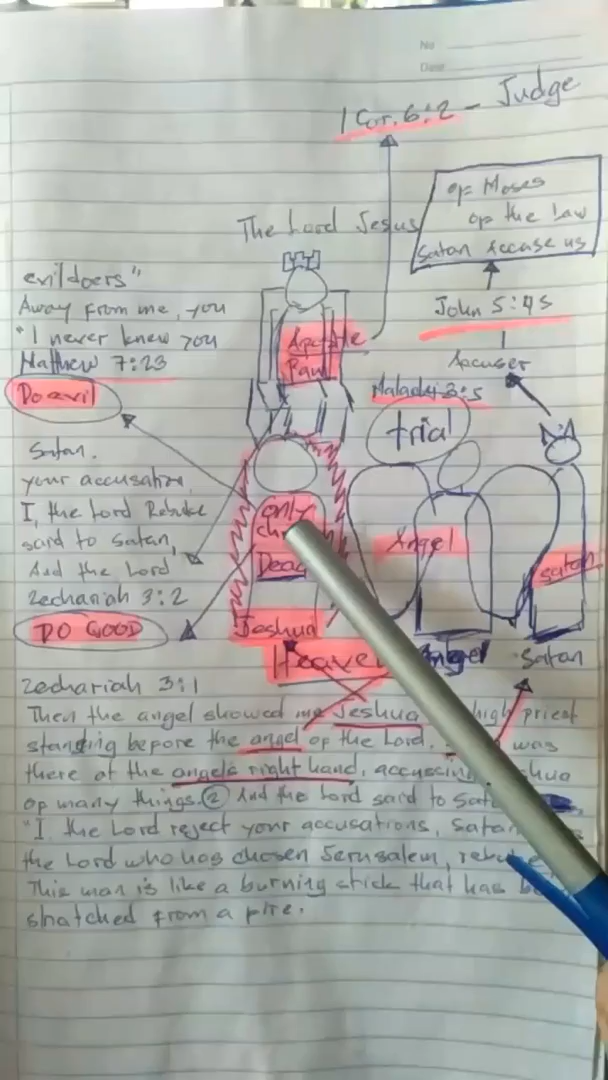 No
Date
1 Cor. 6:2 - Judge
op Moses
op the Law
Satan Accuse us
The Lord Jesus
John 5:45
Accuser
evildoers"
Away from me, you
"I never knew you
Matthew 7:23
Do evil
Apostle
Paul
Malachi 3:5
trial
Satan.
your accusation,
I, the Lord Rebuke
said to Satan,
And the Lord
Zechariah 3:2
DO GOOD
only
Dead
Jeshua
Angel
Satan
Heaven
Angel
Satan
Zechariah 3:1
Then the angel showed me Jeshua high priest
standing before the angel of the Lord. was
there at the angels right hand, accussing
op many things. 2 And the Lord said to
"I, the Lord reject your accusations, Satan
the Lord who has chosen Jerusalem,
This man is like a burning stick that has
snatched from a fire.